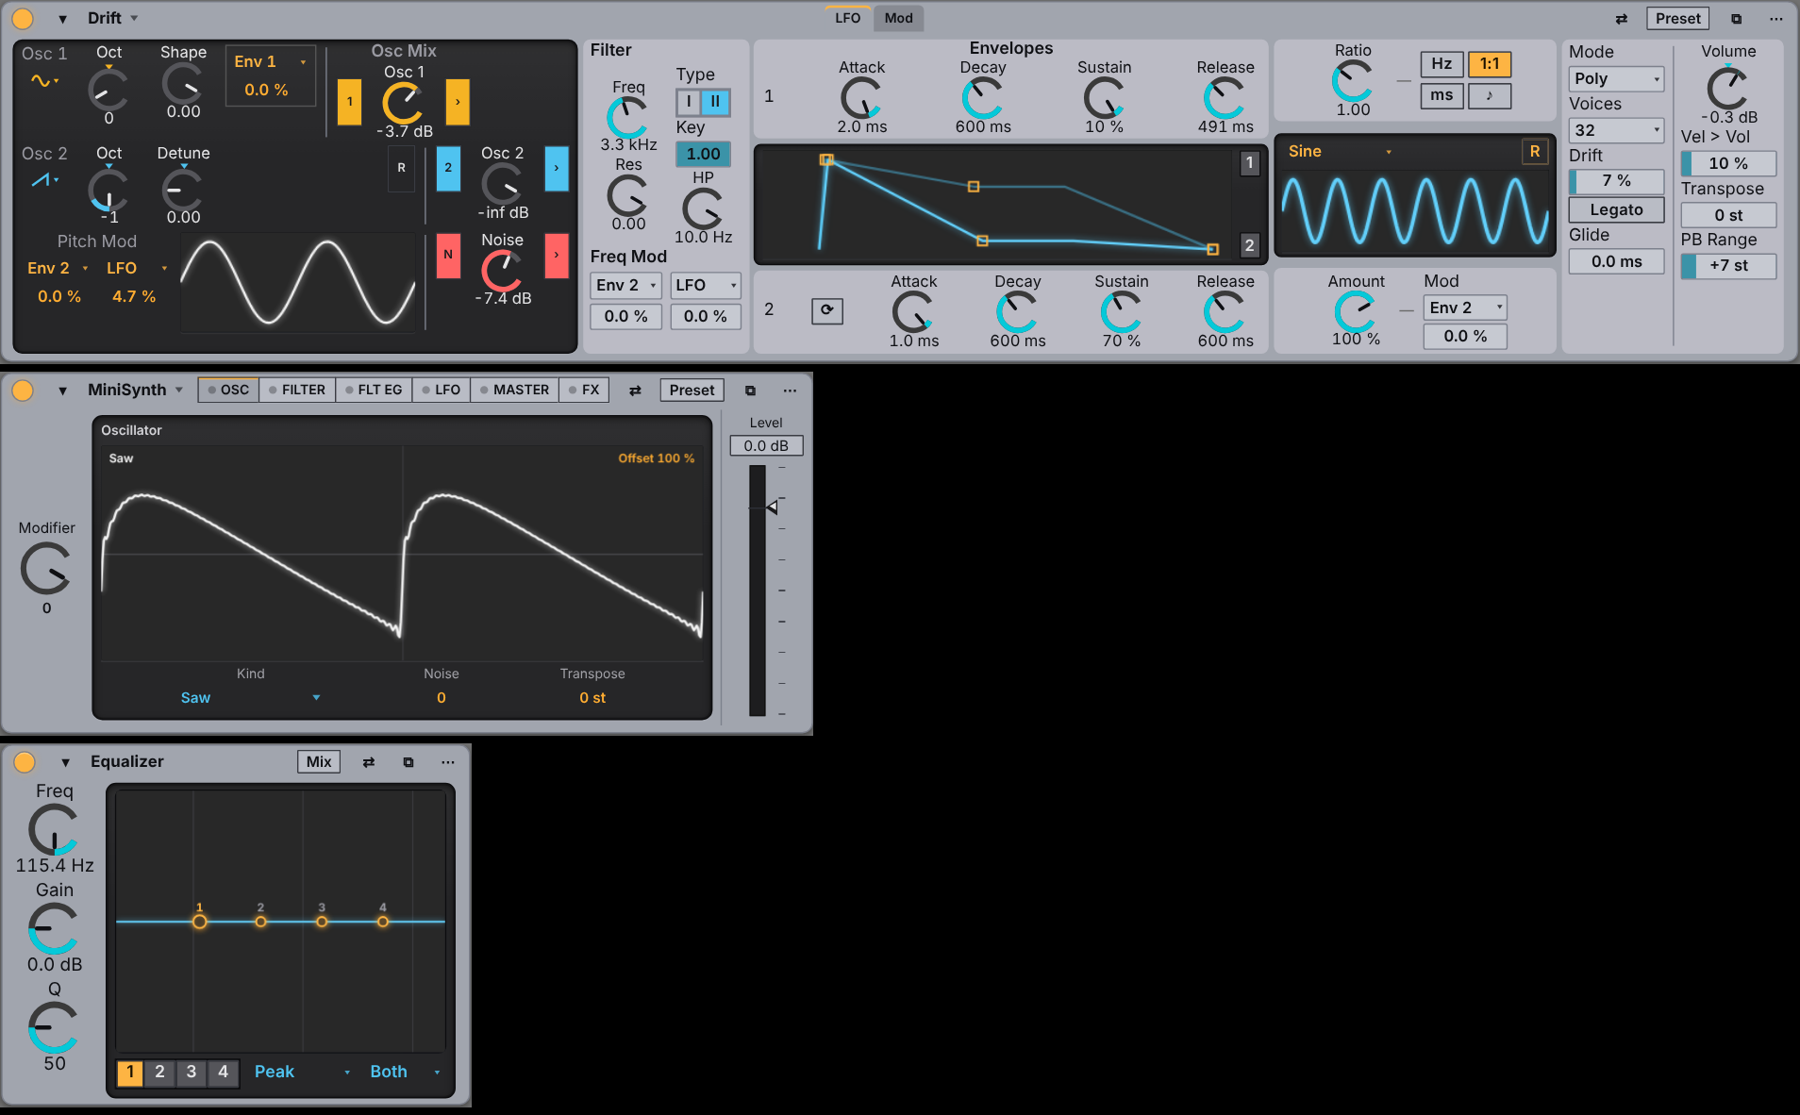 Drift
LFO
Mod
Preset
Osc 1
Oct
0
Shape
0.00
Env 1
0.0 %
Osc Mix
Osc 1
1
-3.7 dB
Osc 2
Oct
-1
Detune
0.00
R
2
Osc 2
-inf dB
Pitch Mod
Env 2
LFO
0.0 %
4.7 %
N
Noise
-7.4 dB
Filter
Freq
3.3 kHz
Type
I
II
Key
1.00
Res
0.00
HP
10.0 Hz
Freq Mod
Env 2
LFO
0.0 %
0.0 %
Envelopes
1
Attack
2.0 ms
Decay
600 ms
Sustain
10 %
Release
491 ms
1
2
2
Attack
1.0 ms
Decay
600 ms
Sustain
70 %
Release
600 ms
Ratio
1.00
Hz
1:1
ms
♪
Sine
R
Amount
100 %
Mod
Env 2
0.0 %
Mode
Poly
Voices
32
Drift
7 %
Legato
Glide
0.0 ms
Volume
-0.3 dB
Vel > Vol
10 %
Transpose
0 st
PB Range
+7 st
MiniSynth
OSC
FILTER
FLT EG
LFO
MASTER
FX
Preset
Modifier
0
Oscillator
Saw
Offset 100 %
Kind
Saw
Noise
0
Transpose
0 st
Level
0.0 dB
Equalizer
Mix
Freq
115.4 Hz
Gain
0.0 dB
Q
50
1 2 3 4
1 2 3 4
Peak
Both